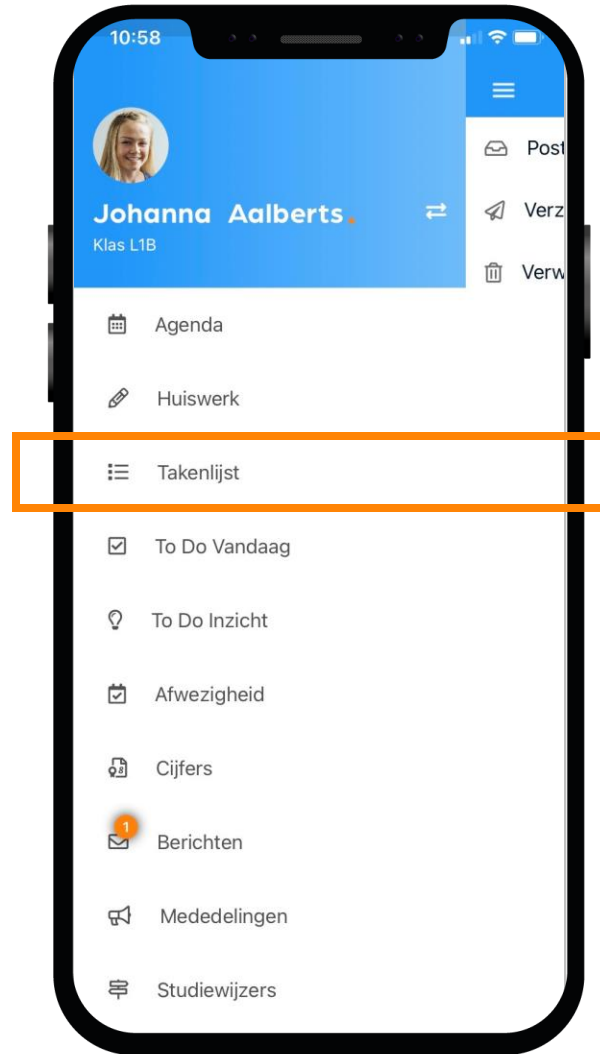 10:58
Johanna Aalberts.
Klas L1B
Post
Verz
Verw
Agenda
Huiswerk
Takenlijst
To Do Vandaag
To Do Inzicht
Afwezigheid
Cijfers
1
Berichten
Mededelingen
Studiewijzers